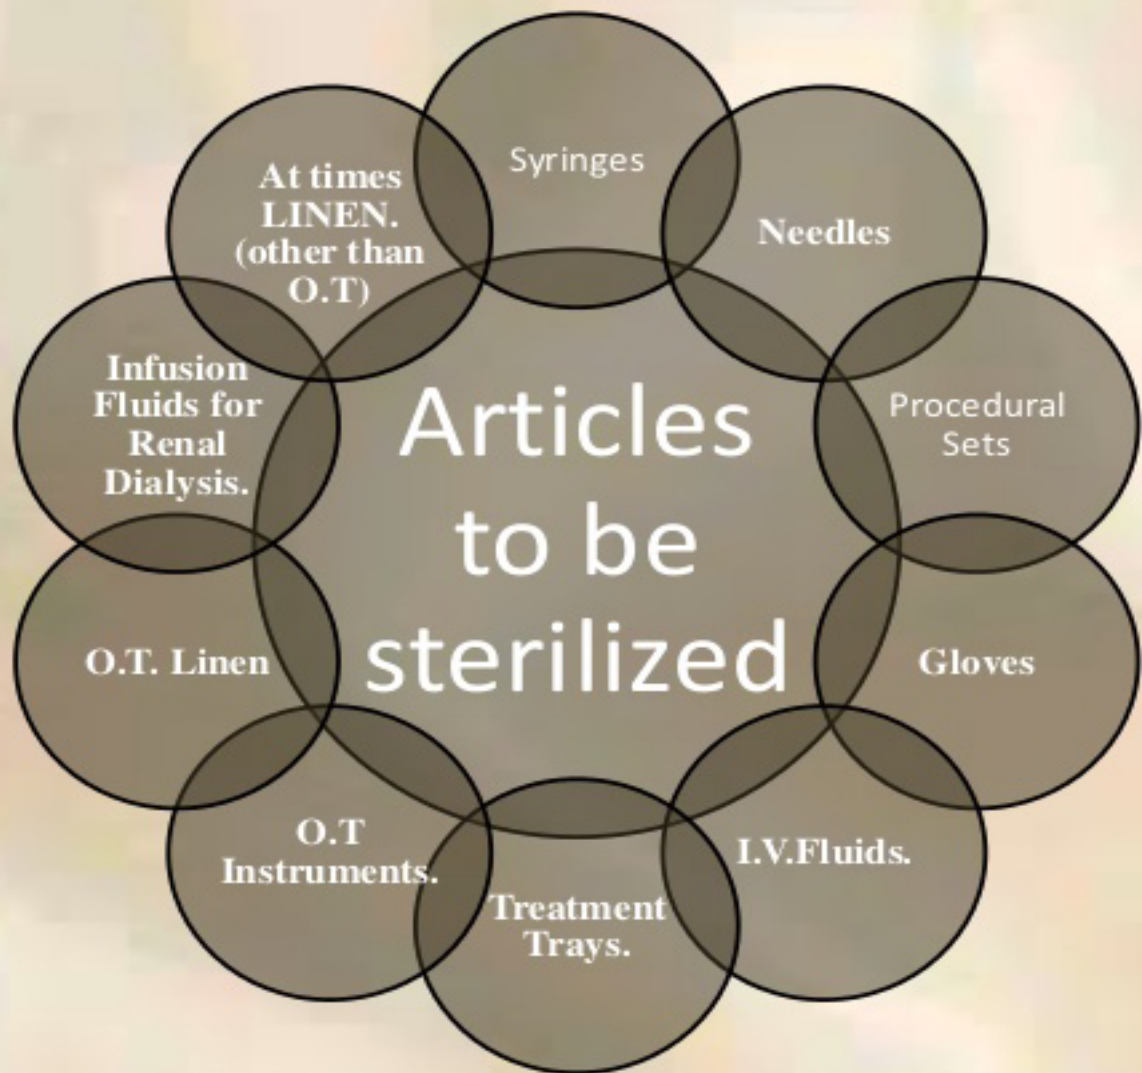 Articles
to be
sterilized
Syringes
Needles
Procedural
Sets
Gloves
I.V.Fluids.
Treatment
Trays.
O.T
Instruments.
O.T. Linen
Infusion
Fluids for
Renal
Dialysis.
At times
LINEN.
(other than
O.T)